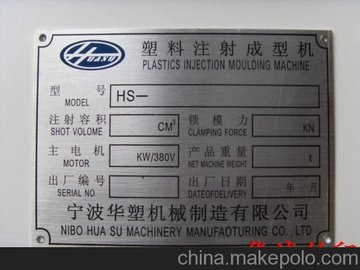 HUASU
塑料注射成型机
PLASTICS INJECTION MOULDING MACHINE
型号 HS一
MODEL
注射容积 CM³ 锁模力 KN
SHOT VOLOME CLAMPING FORCE
主电机 KW/380V 产品重量 t
MOTOR NET MACHINE WEIGHT
出厂编号 出厂日期 年 月
SERIAL NO DATEOFDELIVERY
宁波华塑机械制造有限公司
NIBO HUA SU MACHINERY MANUFAOTURING CO., LTD
china.makepolo.com